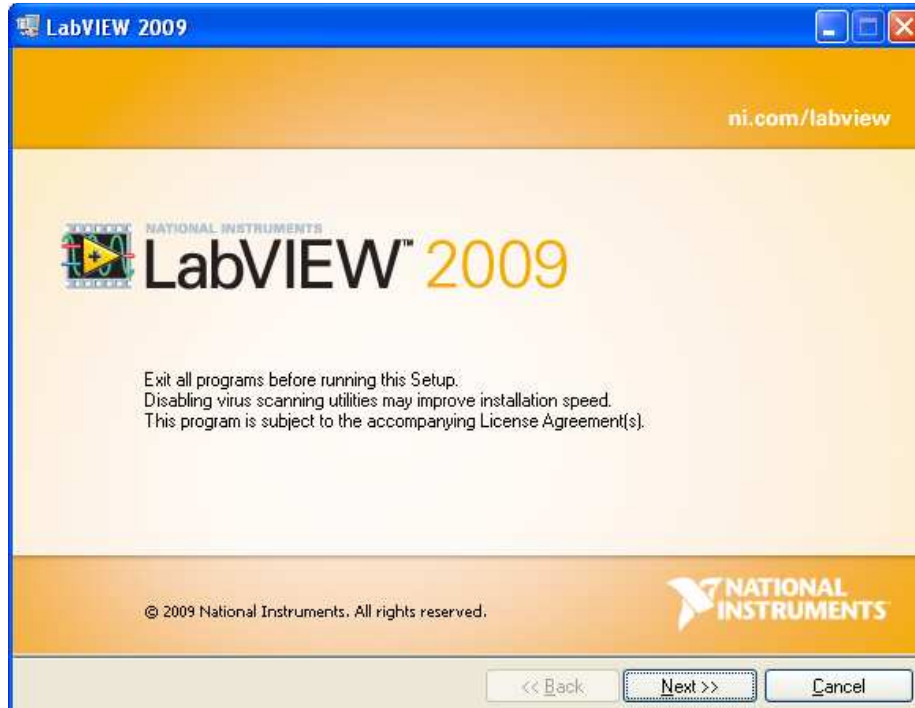 LabVIEW 2009
ni.com/labview
NATIONAL INSTRUMENTS
LabVIEW™ 2009
Exit all programs before running this Setup.
Disabling virus scanning utilities may improve installation speed.
This program is subject to the accompanying License Agreement(s).
© 2009 National Instruments. All rights reserved.
NATIONAL
INSTRUMENTS
<< Back
Next >>
Cancel